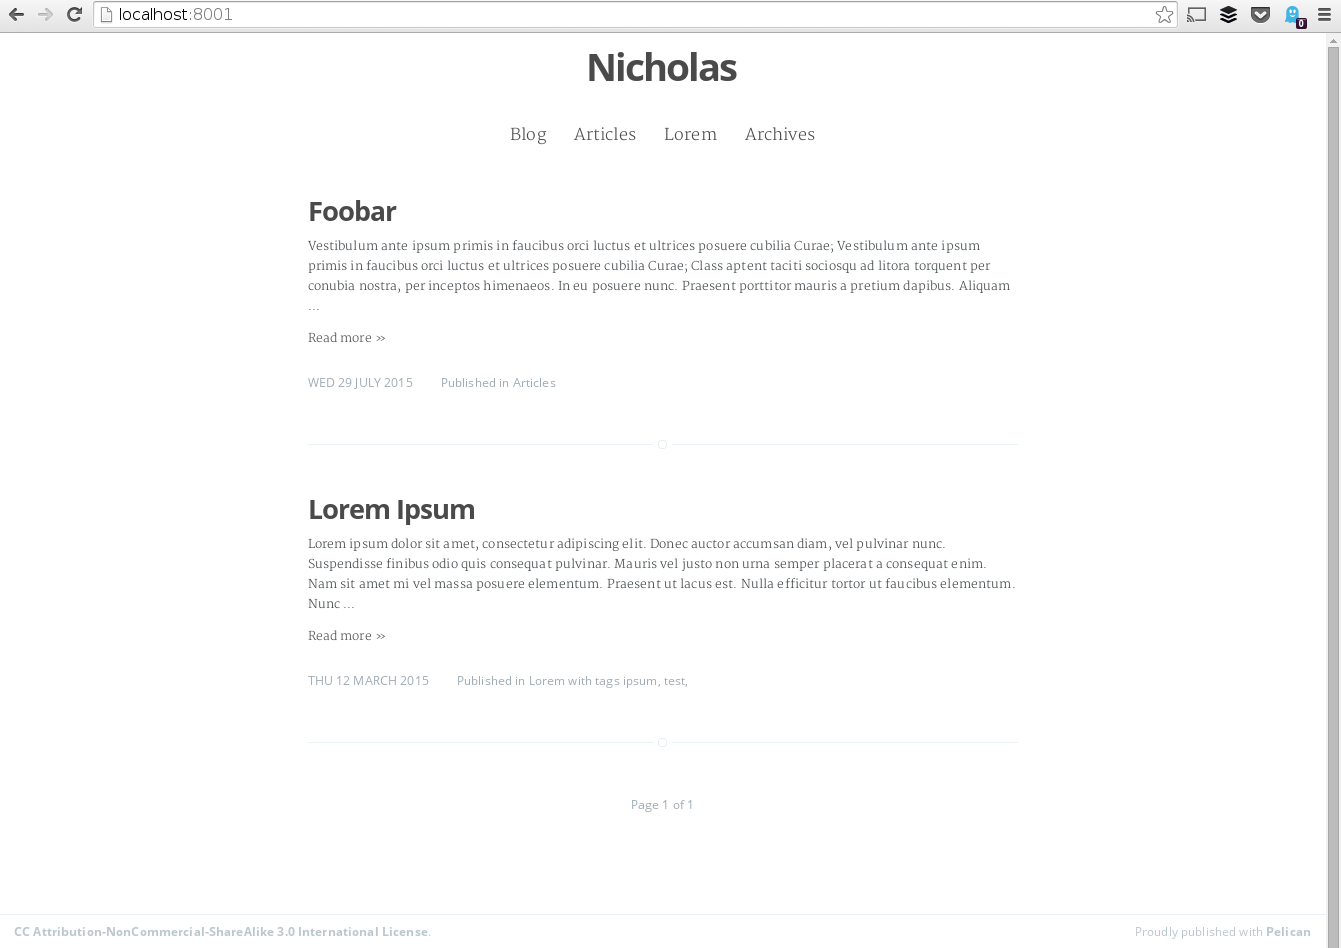 localhost:8001
0
Nicholas
Blog Articles Lorem Archives
Foobar
Vestibulum ante ipsum primis in faucibus orci luctus et ultrices posuere cubilia Curae; Vestibulum ante ipsum
primis in faucibus orci luctus et ultrices posuere cubilia Curae; Class aptent taciti sociosqu ad litora torquent per
conubia nostra, per inceptos himenaeos. In eu posuere nunc. Praesent porttitor mauris a pretium dapibus. Aliquam
...
Read more »
WED 29 JULY 2015 Published in Articles
Lorem Ipsum
Lorem ipsum dolor sit amet, consectetur adipiscing elit. Donec auctor accumsan diam, vel pulvinar nunc.
Suspendisse finibus odio quis consequat pulvinar. Mauris vel justo non urna semper placerat a consequat enim.
Nam sit amet mi vel massa posuere elementum. Praesent ut lacus est. Nulla efficitur tortor ut faucibus elementum.
Nunc ...
Read more »
THU 12 MARCH 2015 Published in Lorem with tags ipsum, test,
Page 1 of 1
CC Attribution-NonCommercial-ShareAlike 3.0 International License. Proudly published with Pelican